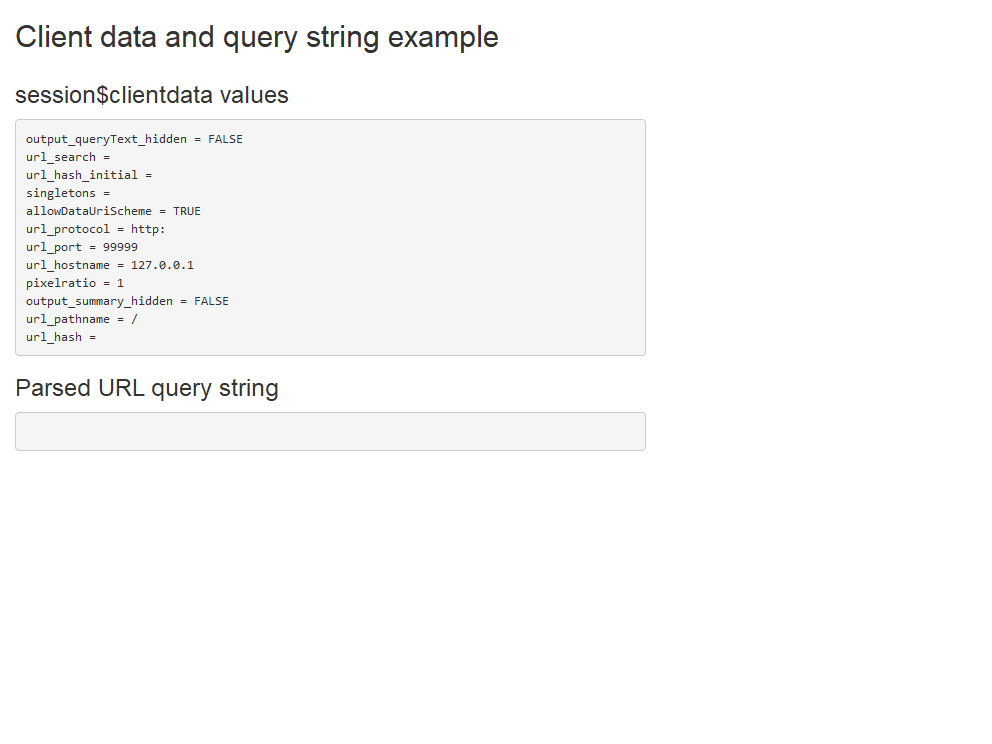 Client data and query string example
session$clientdata values
output_queryText_hidden = FALSE
url_search =
url_hash_initial =
singletons =
allowDataUriScheme = TRUE
url_protocol = http:
url_port = 99999
url_hostname = 127.0.0.1
pixelratio = 1
output_summary_hidden = FALSE
url_pathname = /
url_hash =
Parsed URL query string